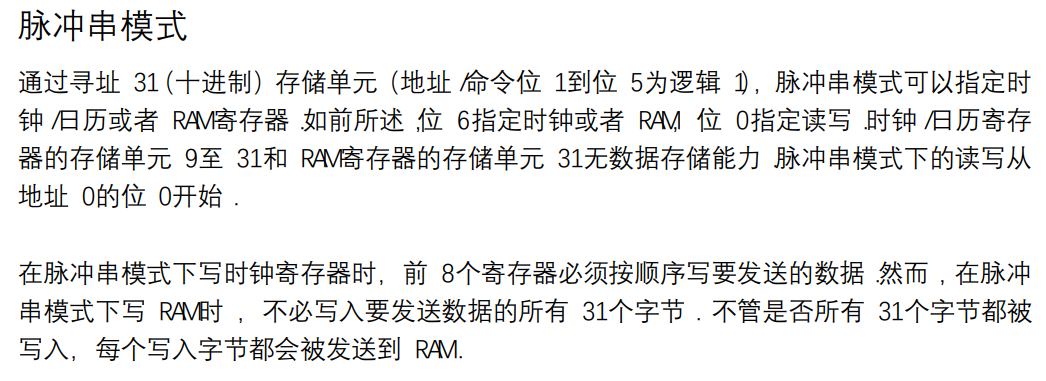 脉冲串模式
通过寻址 31(十进制) 存储单元 (地址 /命令位 1到位 5为逻辑 1), 脉冲串模式可以指定时
钟 /日历或者 RAM寄存器 .如前所述 ,位 6指定时钟或者 RAM, 位 0指定读写 .时钟 /日历寄存
器的存储单元 9至 31和 RAM寄存器的存储单元 31无数据存储能力 .脉冲串模式下的读写从
地址 0的位 0开始 .
在脉冲串模式下写时钟寄存器时, 前 8个寄存器必须按顺序写要发送的数据 .然而 , 在脉冲
串模式下写 RAM时 , 不必写入要发送数据的所有 31个字节 . 不管是否所有 31个字节都被
写入, 每个写入字节都会被发送到 RAM.